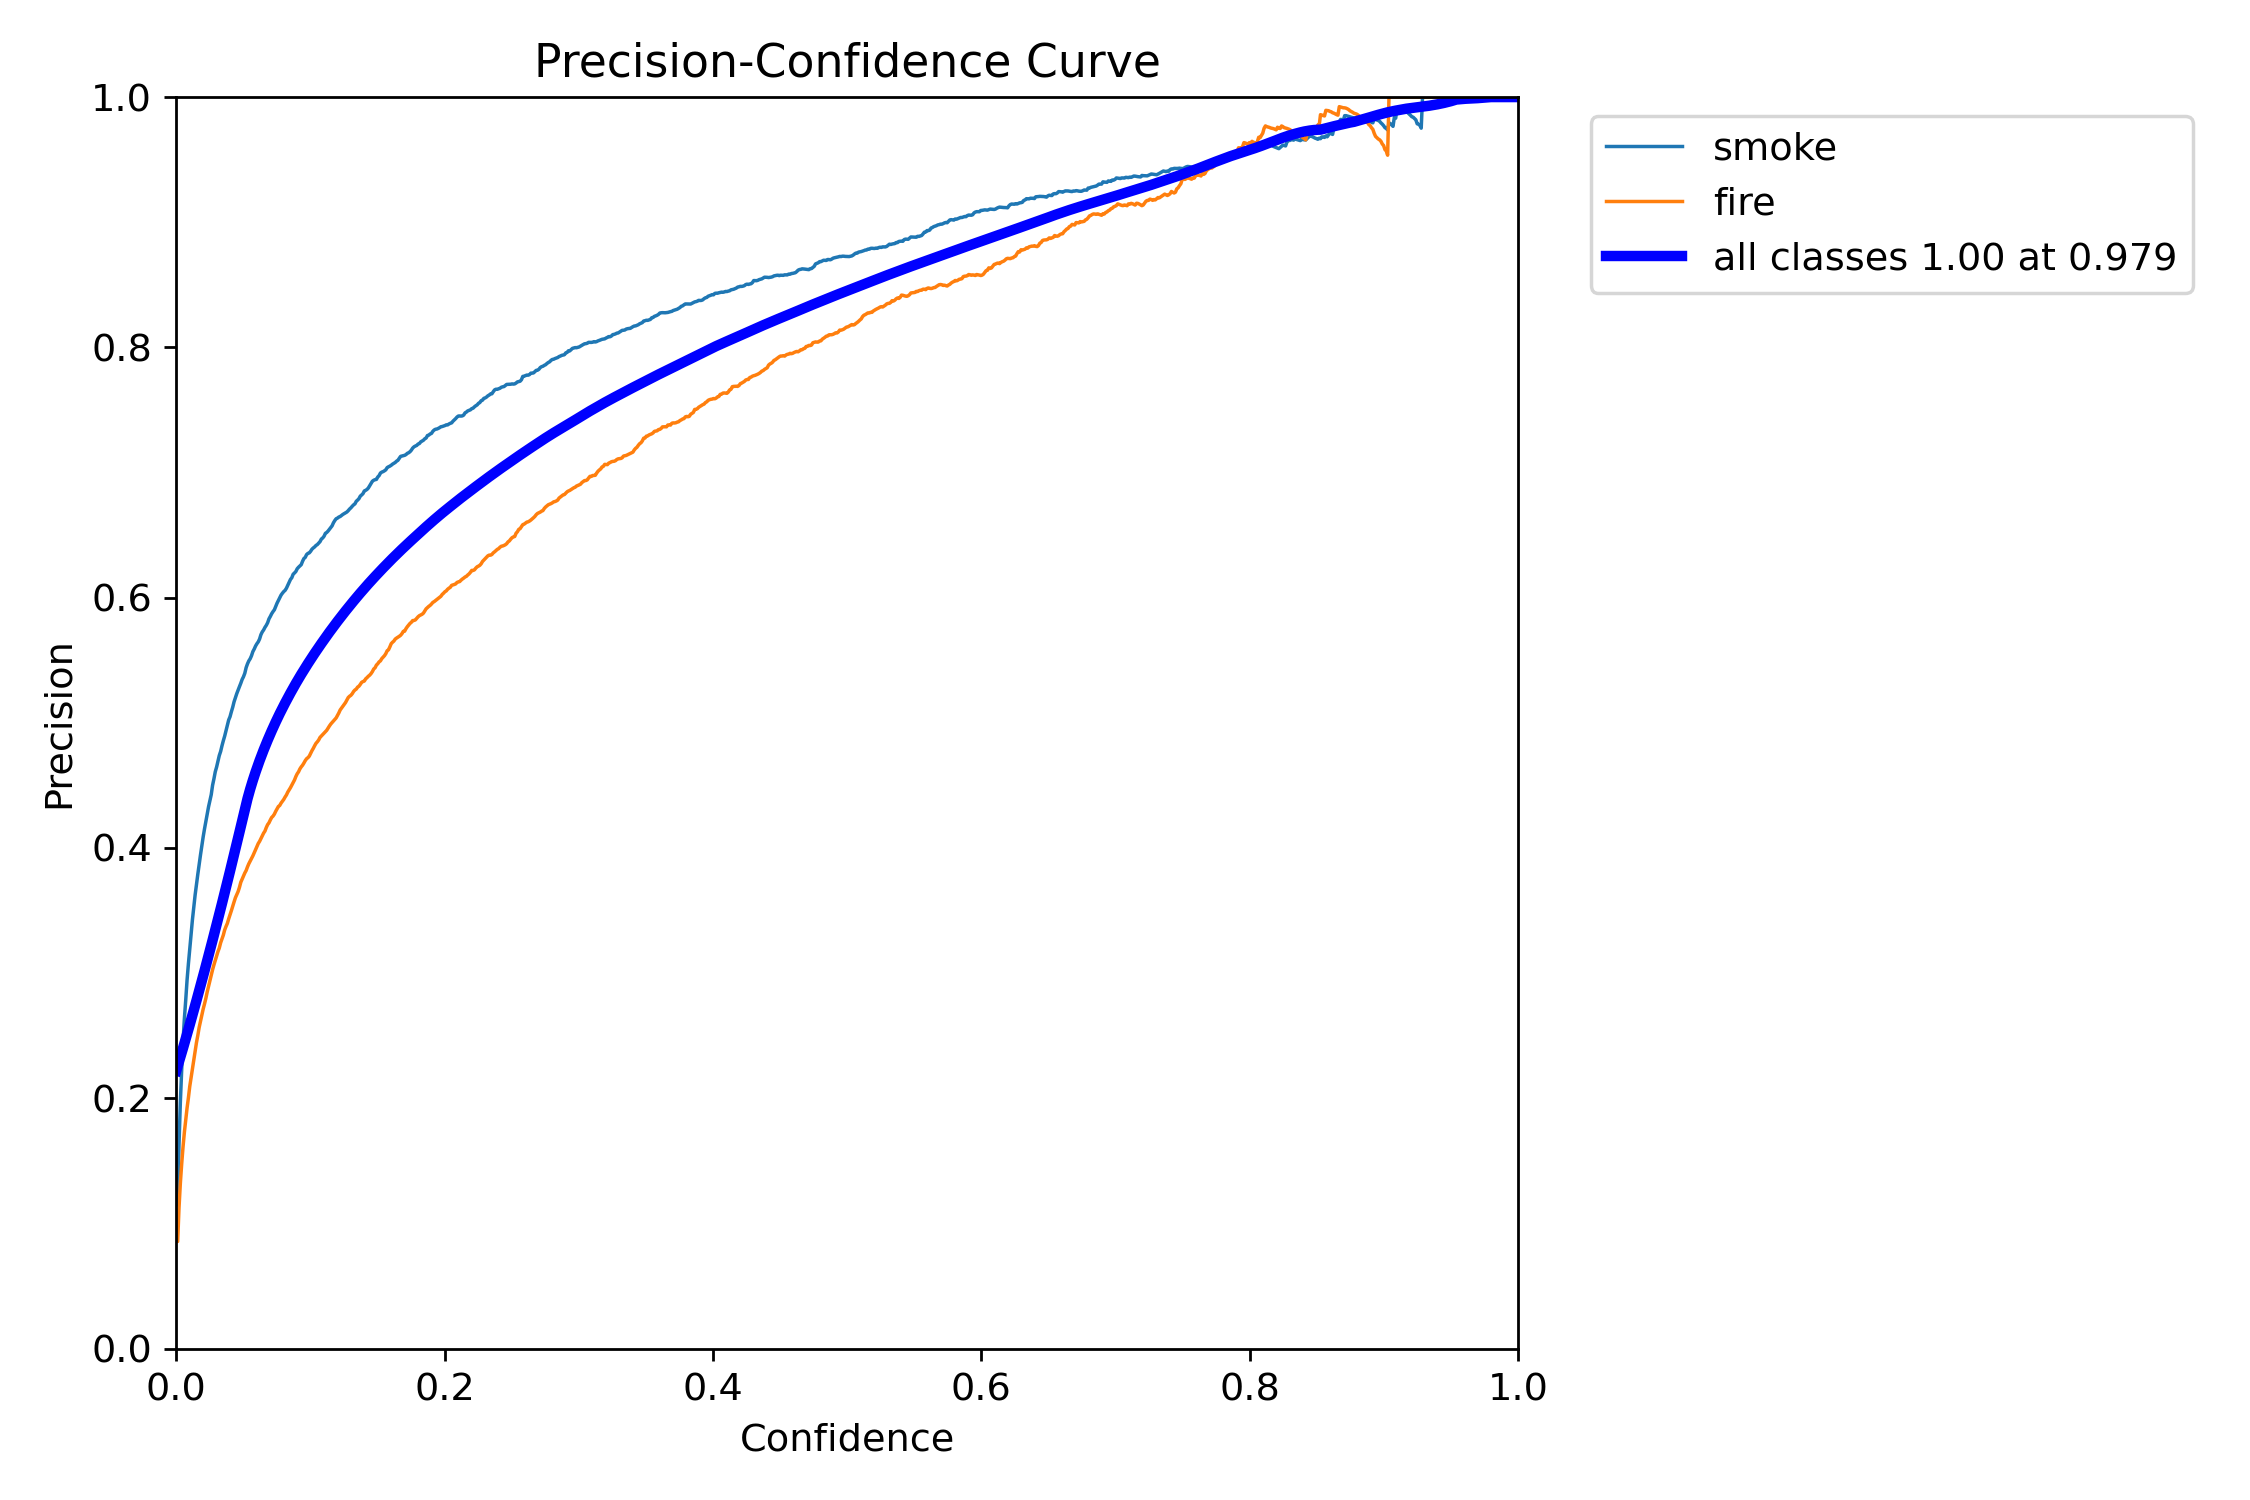 Precision-Confidence Curve
1.0
0.8
0.6
0.4
0.2
0.0
Precision
0.0 0.2 0.4 0.6 0.8 1.0
Confidence
smoke
fire
all classes 1.00 at 0.979